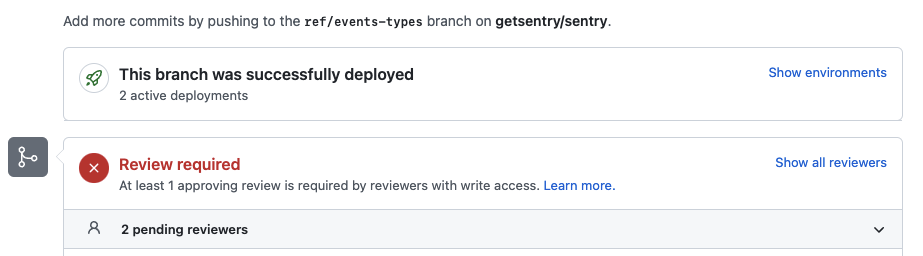 Add more commits by pushing to the ref/events-types branch on getsentry/sentry.
This branch was successfully deployed
Show environments
2 active deployments
Review required
Show all reviewers
At least 1 approving review is required by reviewers with write access. Learn more.
2 pending reviewers